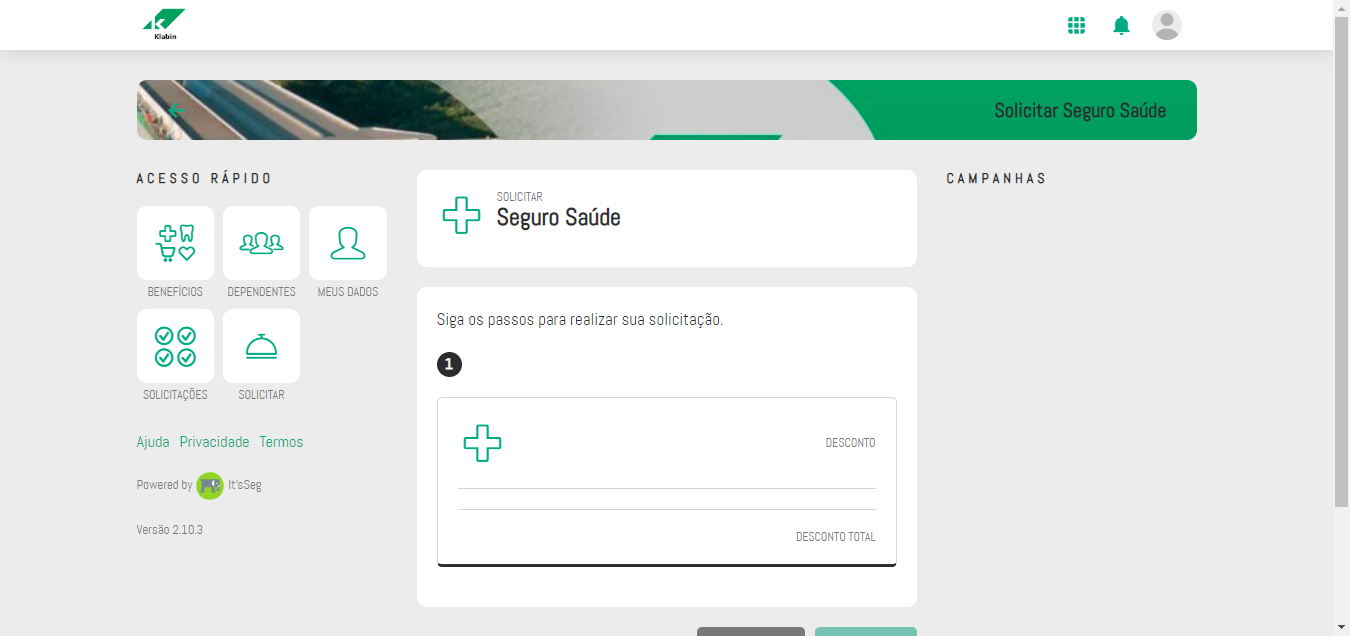 Klabin
Solicitar Seguro Saúde
ACESSO RÁPIDO
BENEFÍCIOS
DEPENDENTES
MEUS DADOS
SOLICITAÇÕES
SOLICITAR
Ajuda Privacidade Termos
Powered by It'sSeg
Versão 2.10.3
SOLICITAR
Seguro Saúde
Siga os passos para realizar sua solicitação.
1
DESCONTO
DESCONTO TOTAL
CAMPANHAS